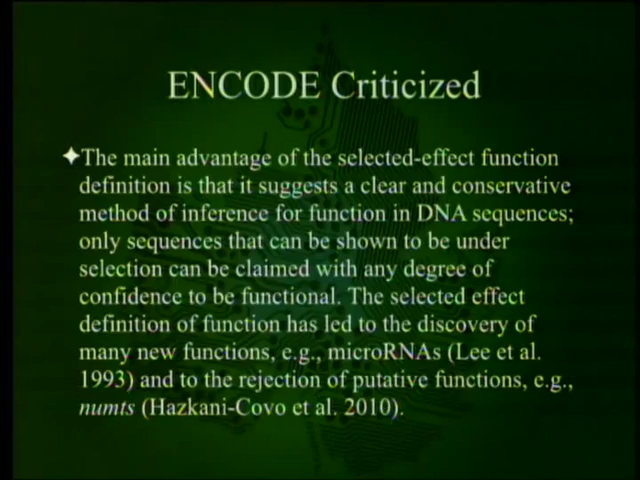 ENCODE Criticized
The main advantage of the selected-effect function
definition is that it suggests a clear and conservative
method of inference for function in DNA sequences;
only sequences that can be shown to be under
selection can be claimed with any degree of
confidence to be functional. The selected effect
definition of function has led to the discovery of
many new functions, e.g., microRNAs (Lee et al.
1993) and to the rejection of putative functions, e.g.,
numts (Hazkani-Covo et al. 2010).